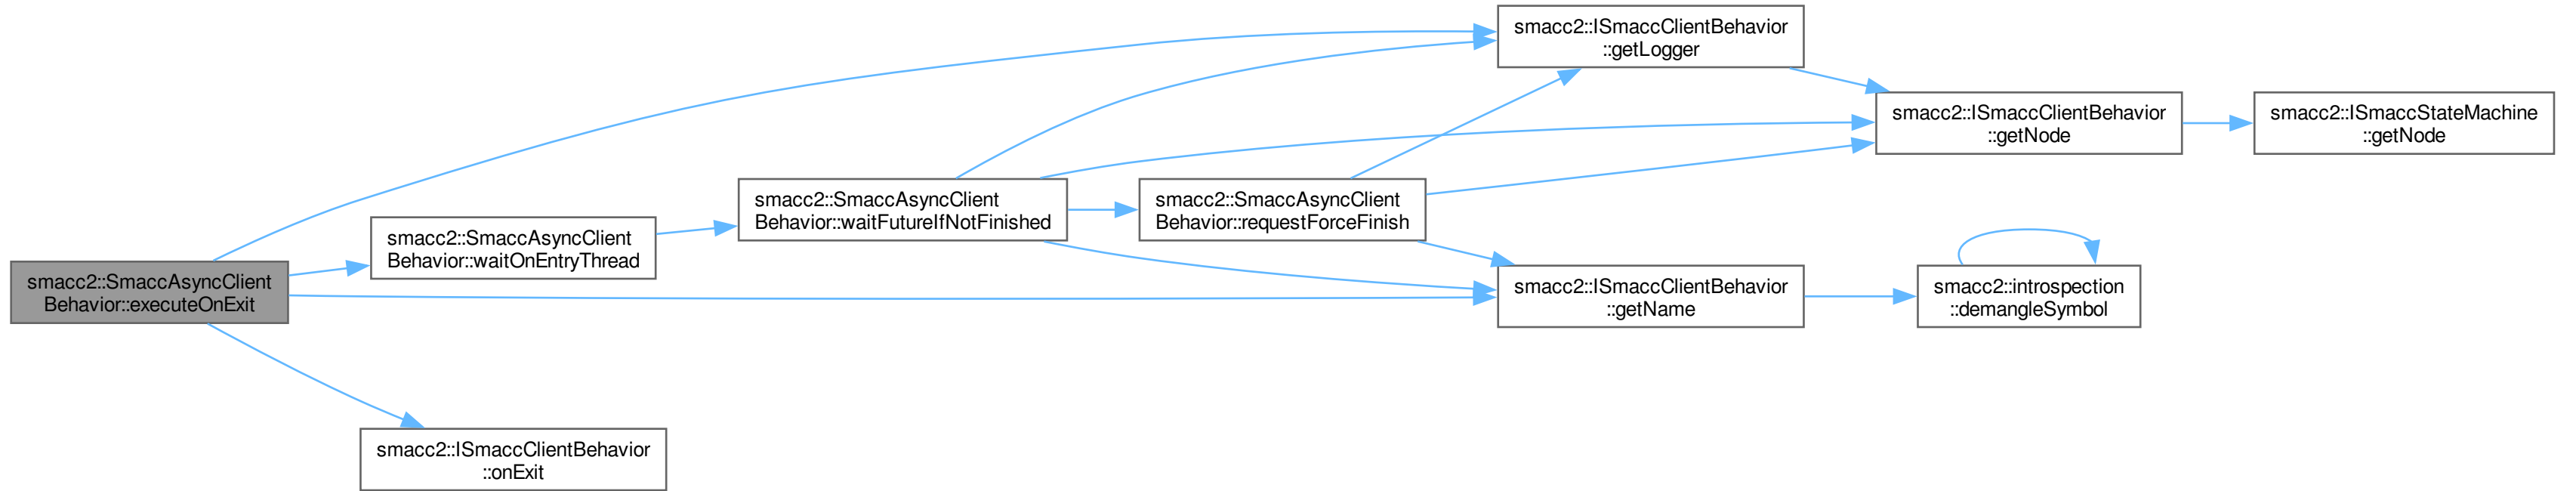 smacc2::SmaccAsyncClient
Behavior::executeOnExit
smacc2::SmaccAsyncClient
Behavior::waitOnEntryThread
smacc2::SmaccAsyncClient
Behavior::waitFutureIfNotFinished
smacc2::SmaccAsyncClient
Behavior::requestForceFinish
smacc2::ISmaccClientBehavior
::getLogger
smacc2::ISmaccClientBehavior
::getNode
smacc2::ISmaccStateMachine
::getNode
smacc2::ISmaccClientBehavior
::getName
smacc2::introspection
::demangleSymbol
smacc2::ISmaccClientBehavior
::onExit